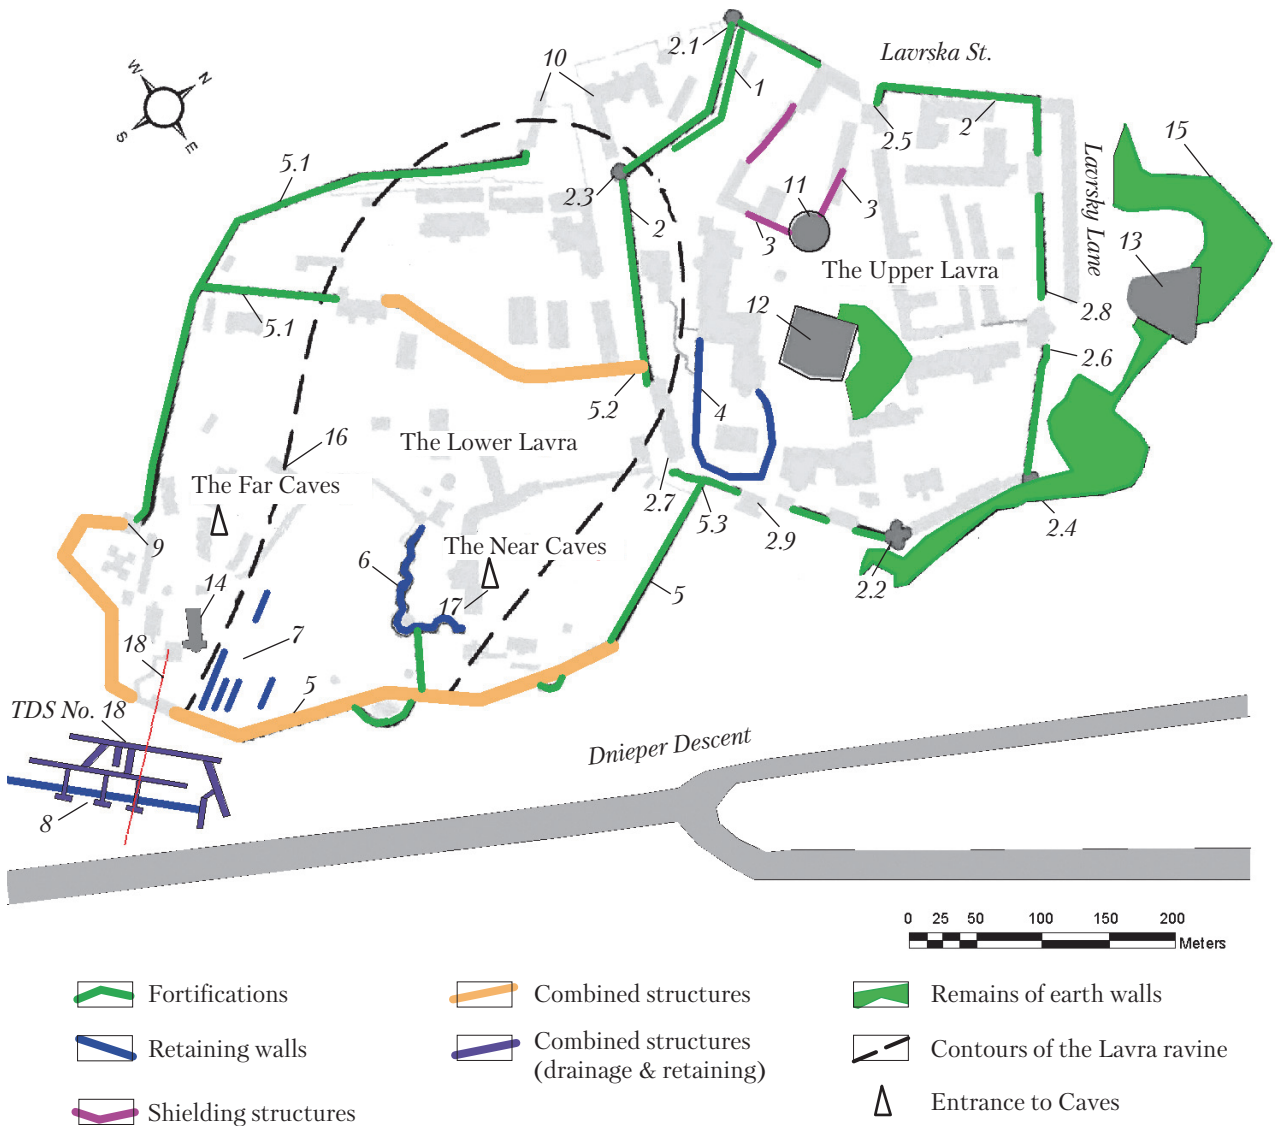 2.1
Lavrska St.
W
N
S
E
10
1
2.5
2
15
5.1
2.3
2
11
3
3
Lavrsky Lane
13
The Upper Lavra
5.1
12
2.8
2.6
5.2
4
16
The Lower Lavra
The Far Caves
2.7
5.3
2.9
2.4
9
6
The Near Caves
2.2
14
17
5
18
7
5
TDS No. 18
Dnieper Descent
8
0 25 50 100 150 200
Meters
Fortifications
Combined structures
Remains of earth walls
Retaining walls
Combined structures
(drainage & retaining)
Contours of the Lavra ravine
Shielding structures
Entrance to Caves